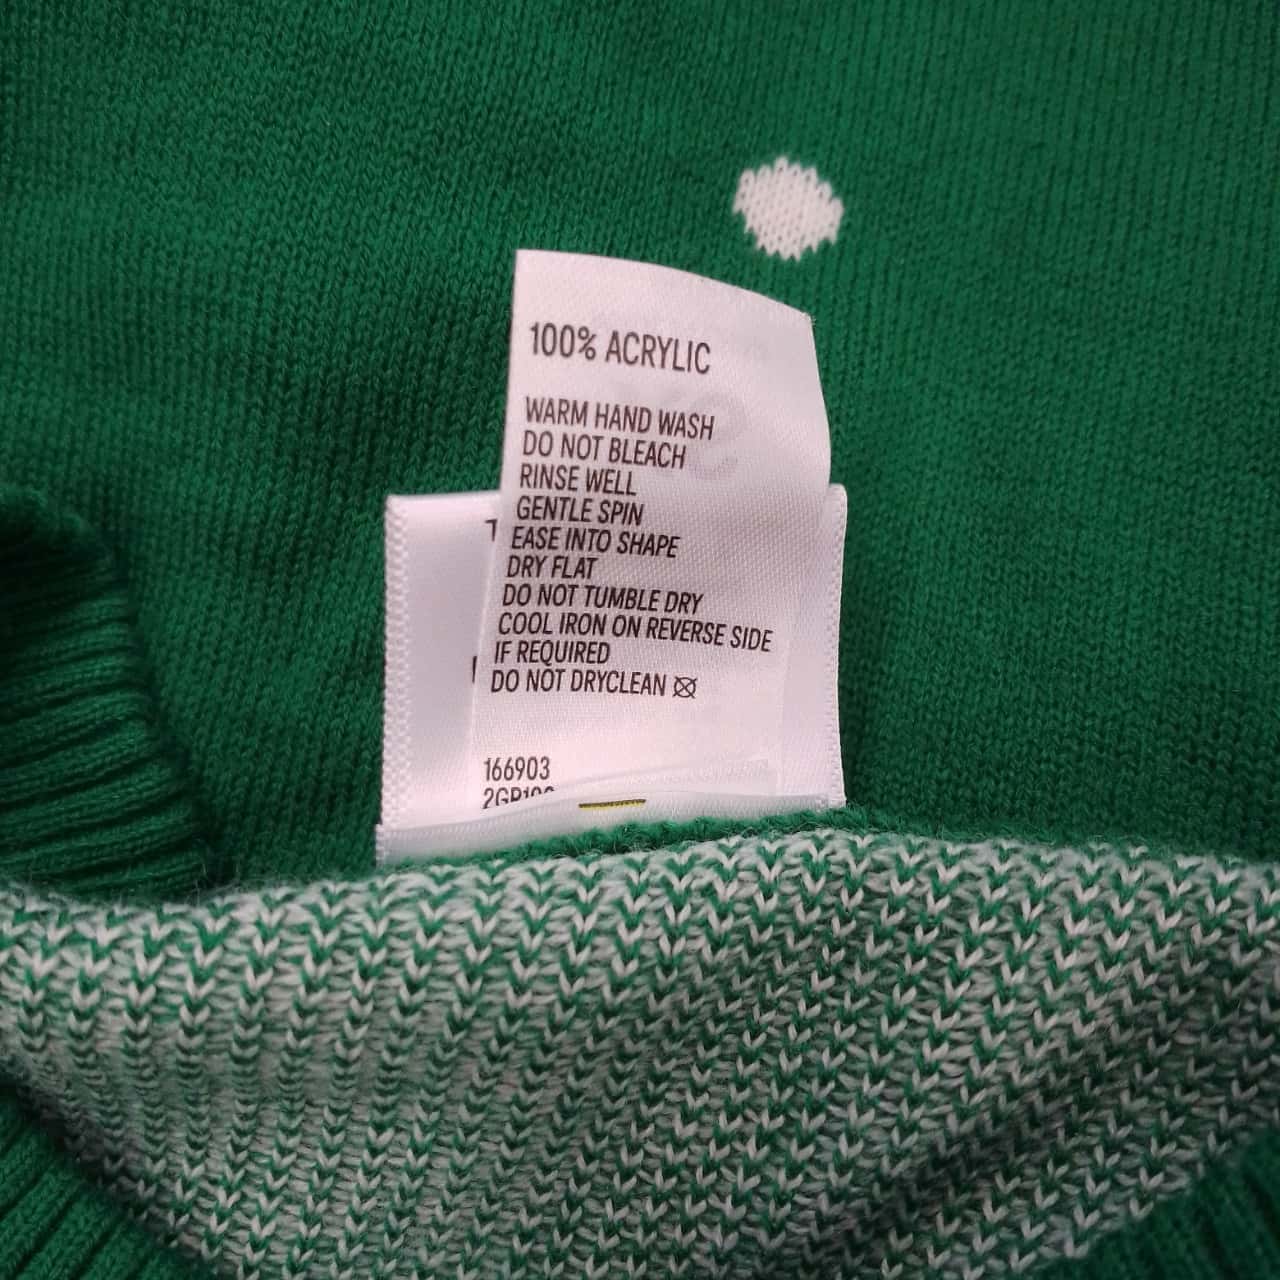 100% ACRYLIC
WARM HAND WASH
DO NOT BLEACH
RINSE WELL
GENTLE SPIN
EASE INTO SHAPE
DRY FLAT
DO NOT TUMBLE DRY
COOL IRON ON REVERSE SIDE
IF REQUIRED
DO NOT DRYCLEAN
166903